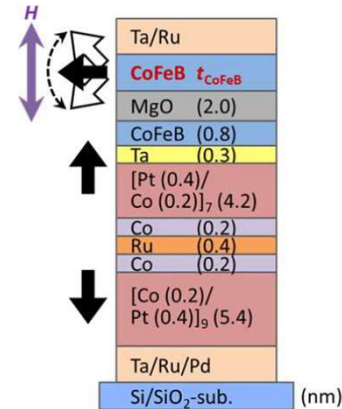 H
Ta/Ru
CoFeB t_CoFeB
MgO (2.0)
CoFeB (0.8)
Ta (0.3)
[Pt (0.4)/
Co (0.2)]₇ (4.2)
Co (0.2)
Ru (0.4)
Co (0.2)
[Co (0.2)/
Pt (0.4)]₉ (5.4)
Ta/Ru/Pd
Si/SiO₂-sub. (nm)